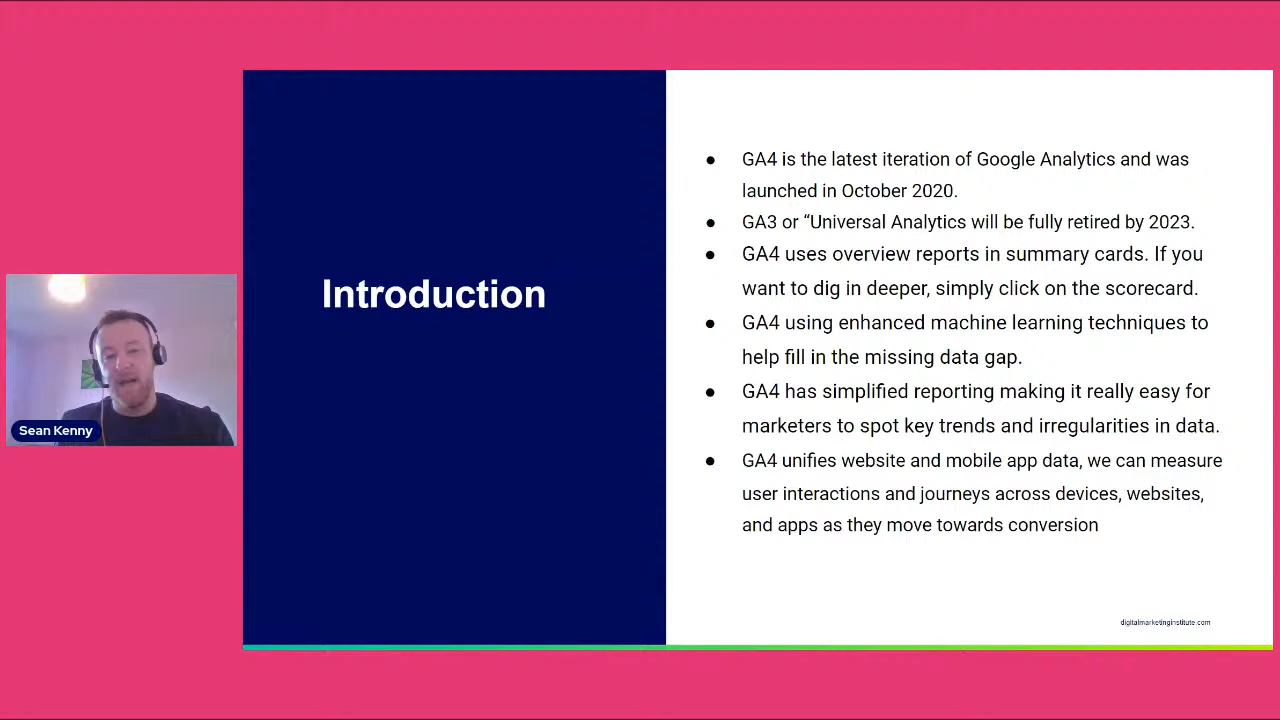 Introduction
● GA4 is the latest iteration of Google Analytics and was
launched in October 2020.
● GA3 or “Universal Analytics will be fully retired by 2023.
● GA4 uses overview reports in summary cards. If you
want to dig in deeper, simply click on the scorecard.
● GA4 using enhanced machine learning techniques to
help fill in the missing data gap.
● GA4 has simplified reporting making it really easy for
marketers to spot key trends and irregularities in data.
● GA4 unifies website and mobile app data, we can measure
user interactions and journeys across devices, websites,
and apps as they move towards conversion
Sean Kenny
digitalmarketinginstitute.com